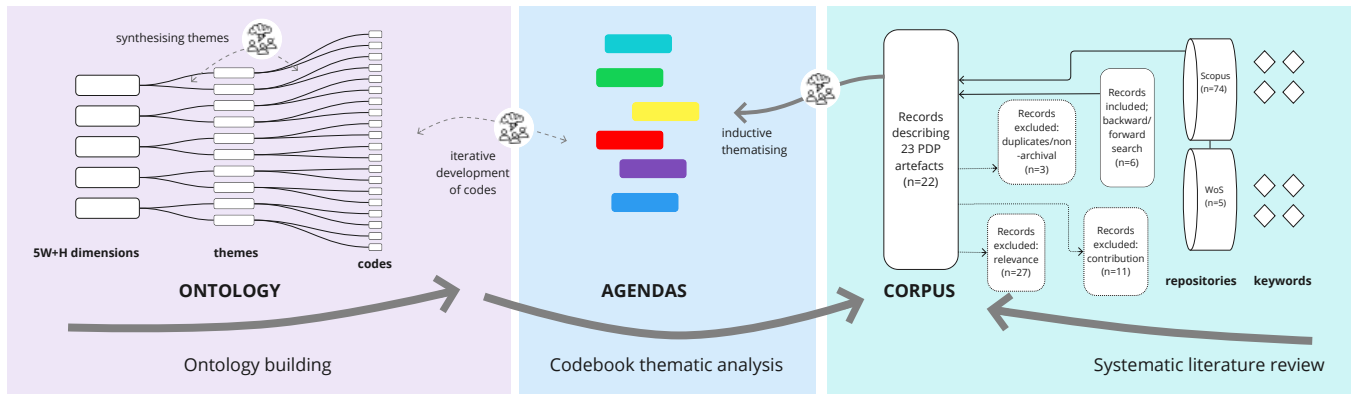 synthesising themes
5W+H dimensions
themes
codes
ONTOLOGY
Ontology building
iterative
development
of codes
AGENDAS
inductive
thematising
Codebook thematic analysis
Records
describing
23 PDP
artefacts
(n=22)
CORPUS
Records
excluded:
duplicates/non
-archival
(n=3)
Records
included;
backward/
forward
search
(n=6)
Records
excluded:
relevance
(n=27)
Records
excluded:
contribution
(n=11)
Scopus
(n=74)
WoS
(n=5)
repositories
keywords
Systematic literature review